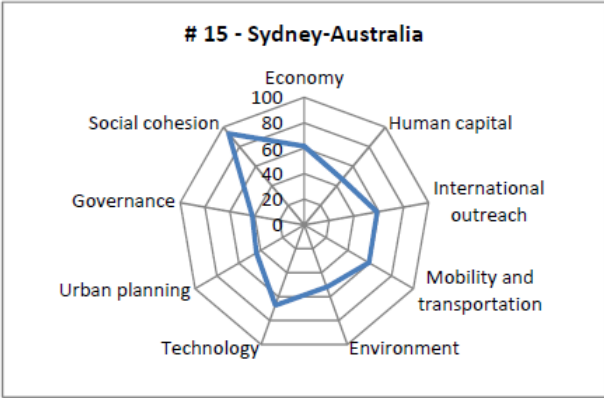 # 15 - Sydney-Australia
Economy
100
80
60
40
20
0
Social cohesion
Human capital
Governance
International
outreach
Urban planning
Mobility and
transportation
Technology
Environment